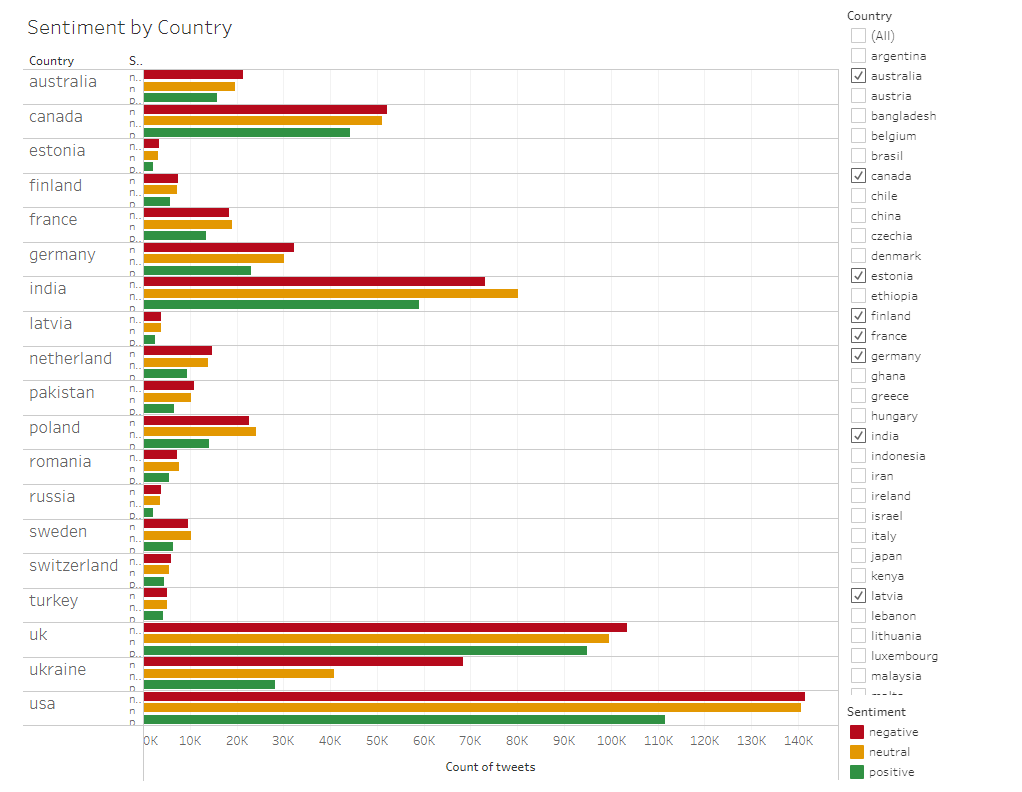 Sentiment by Country
Country S..
australia n..
n
p..
canada n..
n
n
estonia n..
n
p..
finland n
n..
p
france n
n..
p..
germany n
n..
p
india n..
n..
p
latvia n..
n..
p..
netherland n
n..
p
pakistan n..
n
p..
poland n
n..
p..
romania n..
n
p..
russia n
n..
p..
sweden n
n..
p
switzerland n..
n
p
turkey n
n..
p..
uk n
n..
p..
ukraine n..
n..
p
usa n..
n
p..
0K 10K 20K 30K 40K 50K 60K 70K 80K 90K 100K 110K 120K 130K 140K
Count of tweets
Country
(All)
argentina
australia
austria
bangladesh
belgium
brasil
canada
chile
china
czechia
denmark
estonia
ethiopia
finland
france
germany
ghana
greece
hungary
india
indonesia
iran
ireland
israel
italy
japan
kenya
latvia
lebanon
lithuania
luxembourg
malaysia
Sentiment
negative
neutral
positive